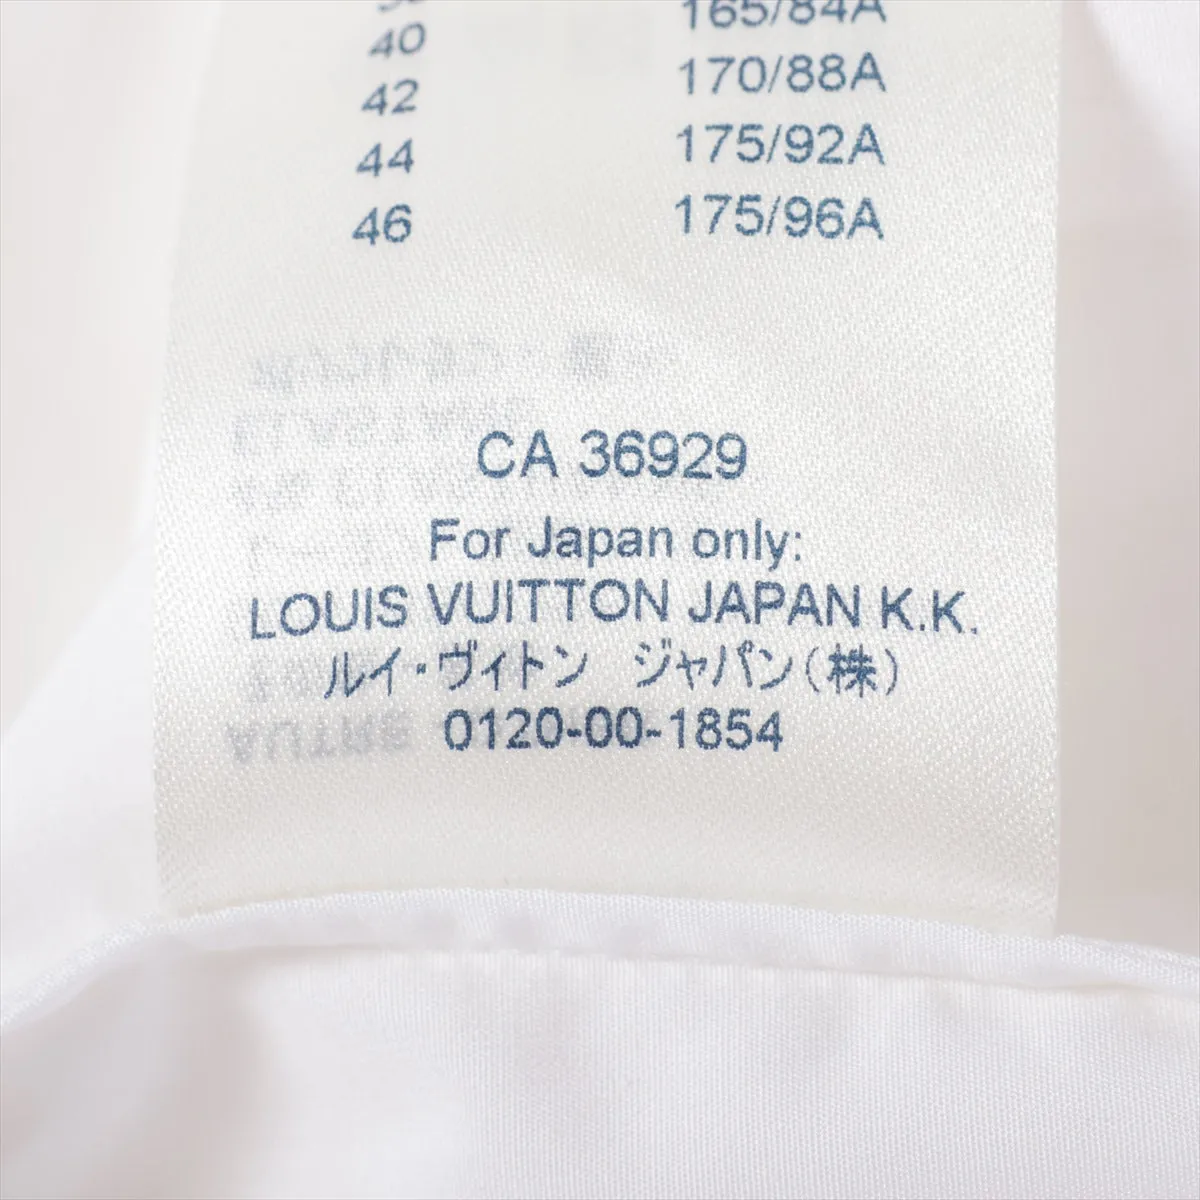 165/84A
40 170/88A
42 175/92A
44 175/96A
46
CA 36929
For Japan only:
LOUIS VUITTON JAPAN K.K.
ルイ・ヴィトン ジャパン(株)
0120-00-1854